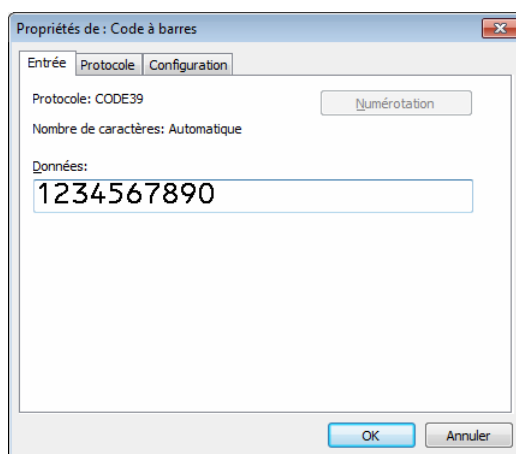 Propriétés de : Code à barres
Entrée Protocole Configuration
Protocole: CODE39 Numérotation
Nombre de caractères: Automatique
Données:
1234567890
OK Annuler